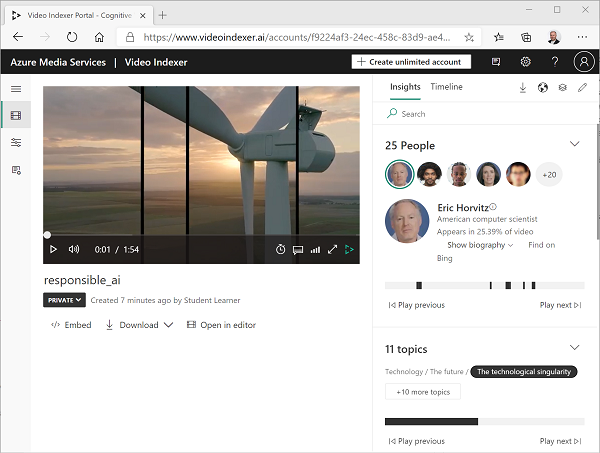 Video Indexer Portal - Cognitive
https://www.videoindexer.ai/accounts/f9224af3-24ec-458c-83d9-ae4...
Azure Media Services | Video Indexer
+ Create unlimited account
?
Insights Timeline
Search
25 People
+20
Eric Horvitz
American computer scientist
Appears in 25.39% of video
Show biography
Find on
Bing
Play previous Play next
0:01 / 1:54
responsible_ai
PRIVATE Created 7 minutes ago by Student Learner
</> Embed Download Open in editor
11 topics
Technology / The future / The technological singularity
+10 more topics
Play previous Play next